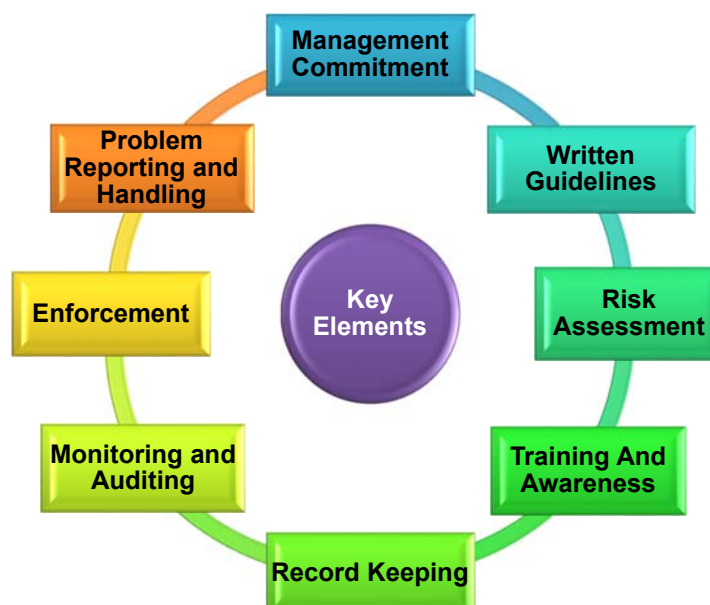 Management
Commitment
Written
Guidelines
Risk
Assessment
Training And
Awareness
Record Keeping
Monitoring and
Auditing
Enforcement
Problem
Reporting and
Handling
Key
Elements